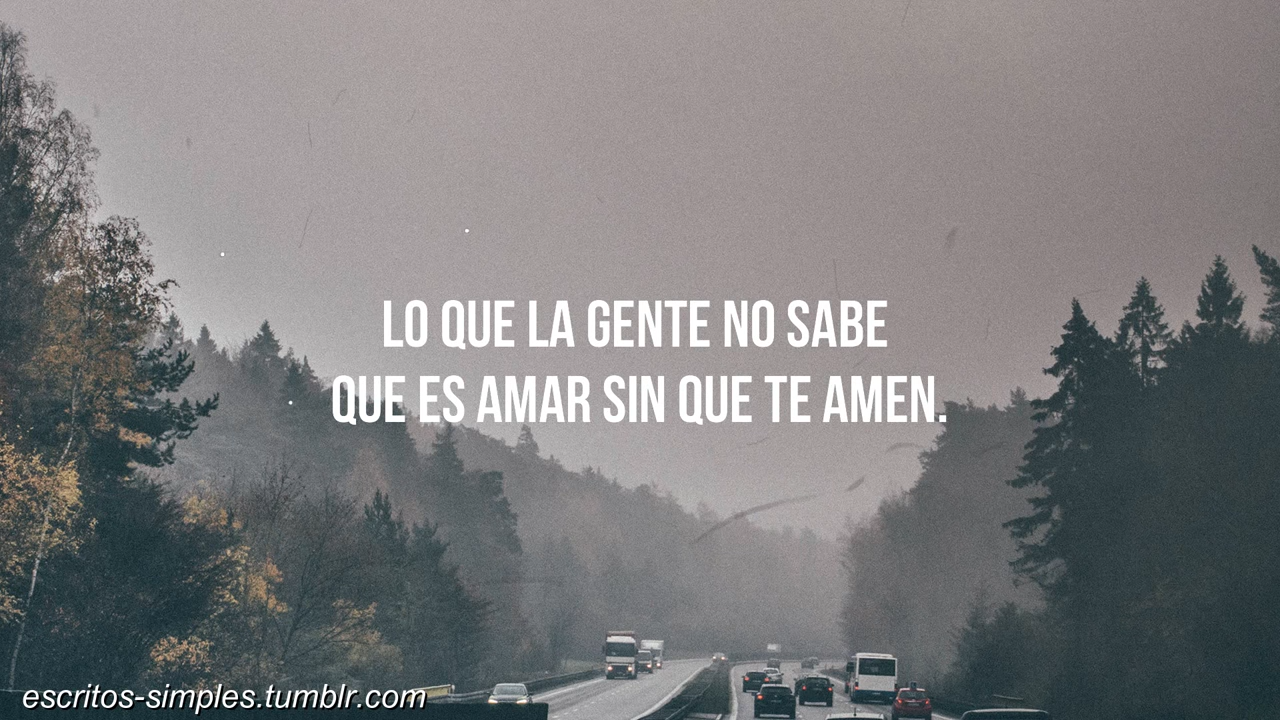 LO QUE LA GENTE NO SABE
QUE ES AMAR SIN QUE TE AMEN.
escritos-simples.tumblr.com